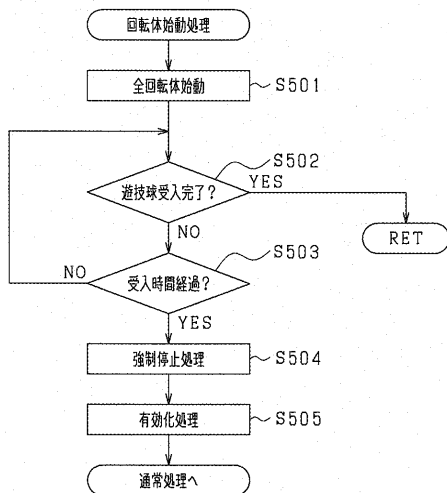 回転体始動処理
全回転体始動
S501
遊技球受入完了?
S502
YES
NO
RET
受入時間経過?
S503
NO
YES
強制停止処理
S504
有効化処理
S505
通常処理へ